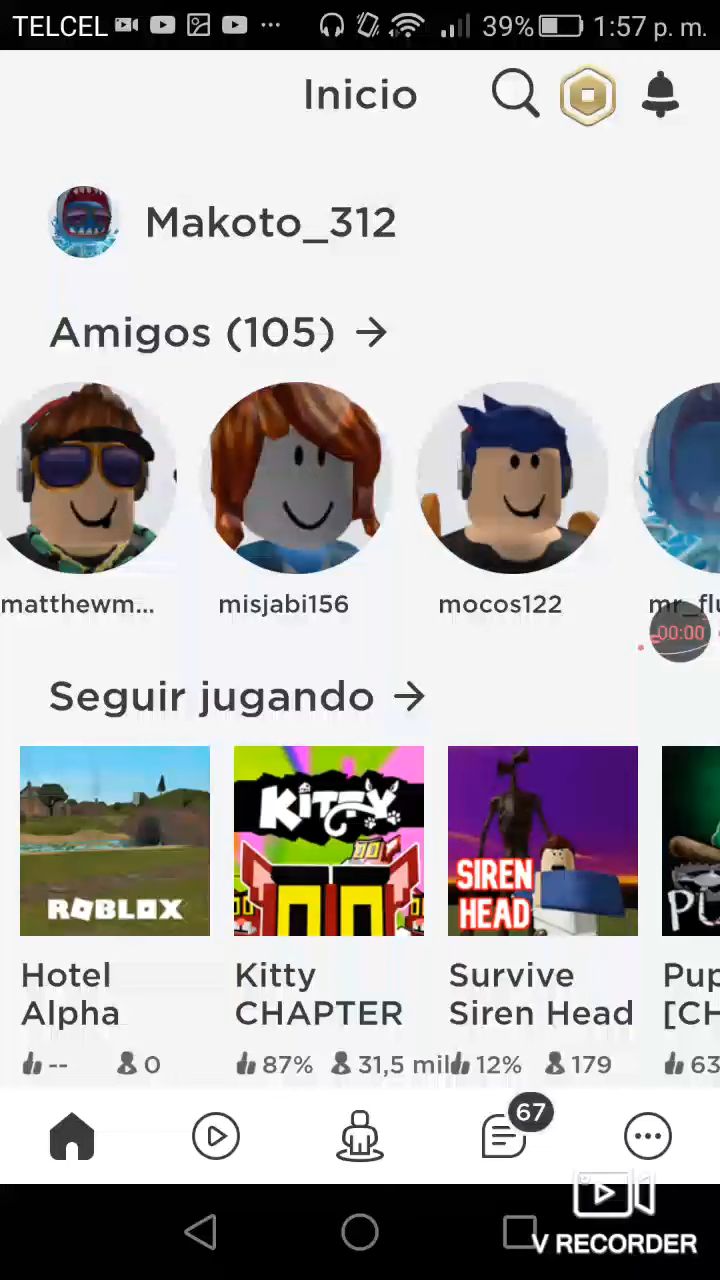 TELCEL 39% 1:57 p. m.
Inicio
Makoto_312
Amigos (105) →
matthewm... misjabi156 mocos122 mr_flu
00:00
Seguir jugando →
ROBLOX KITTY SIREN HEAD PU
Hotel Alpha
Kitty CHAPTER
Survive Siren Head
Pup [CH
-- 0 87% 31,5 mil 12% 179 63
67
V RECORDER